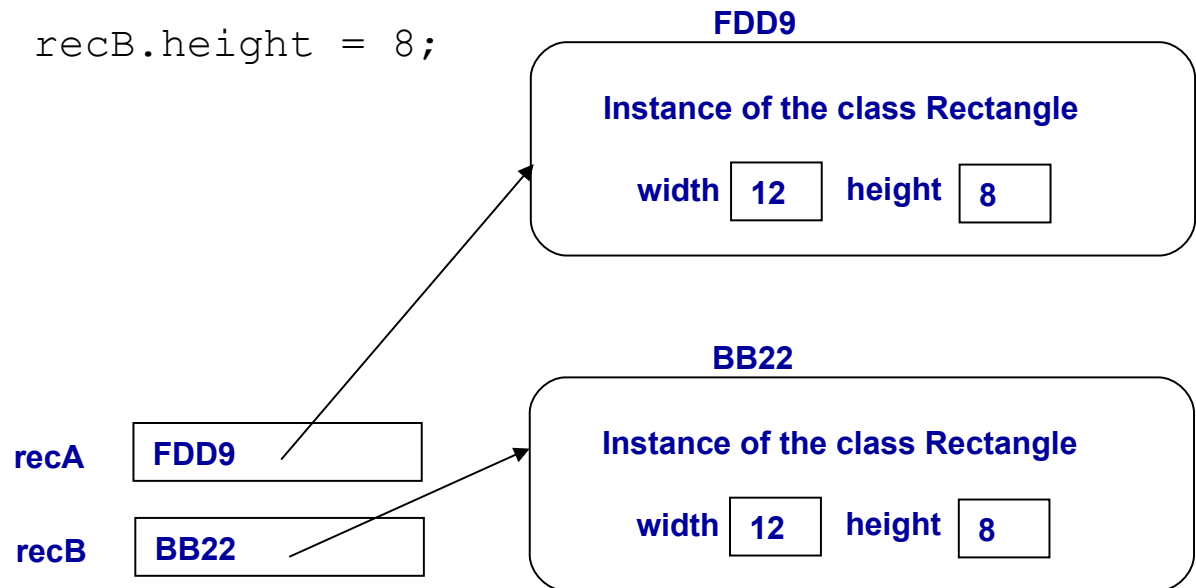 recB.height = 8;
FDD9
Instance of the class Rectangle
width 12 height 8
BB22
Instance of the class Rectangle
width 12 height 8
recA FDD9
recB BB22